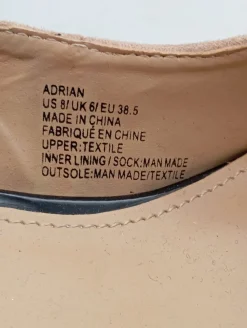 ADRIAN
US 8/ UK 6/ EU 38.5
MADE IN CHINA
FABRIQUÉ EN CHINE
UPPER:TEXTILE
INNER LINING / SOCK:MAN MADE
OUTSOLE:MAN MADE/TEXTILE